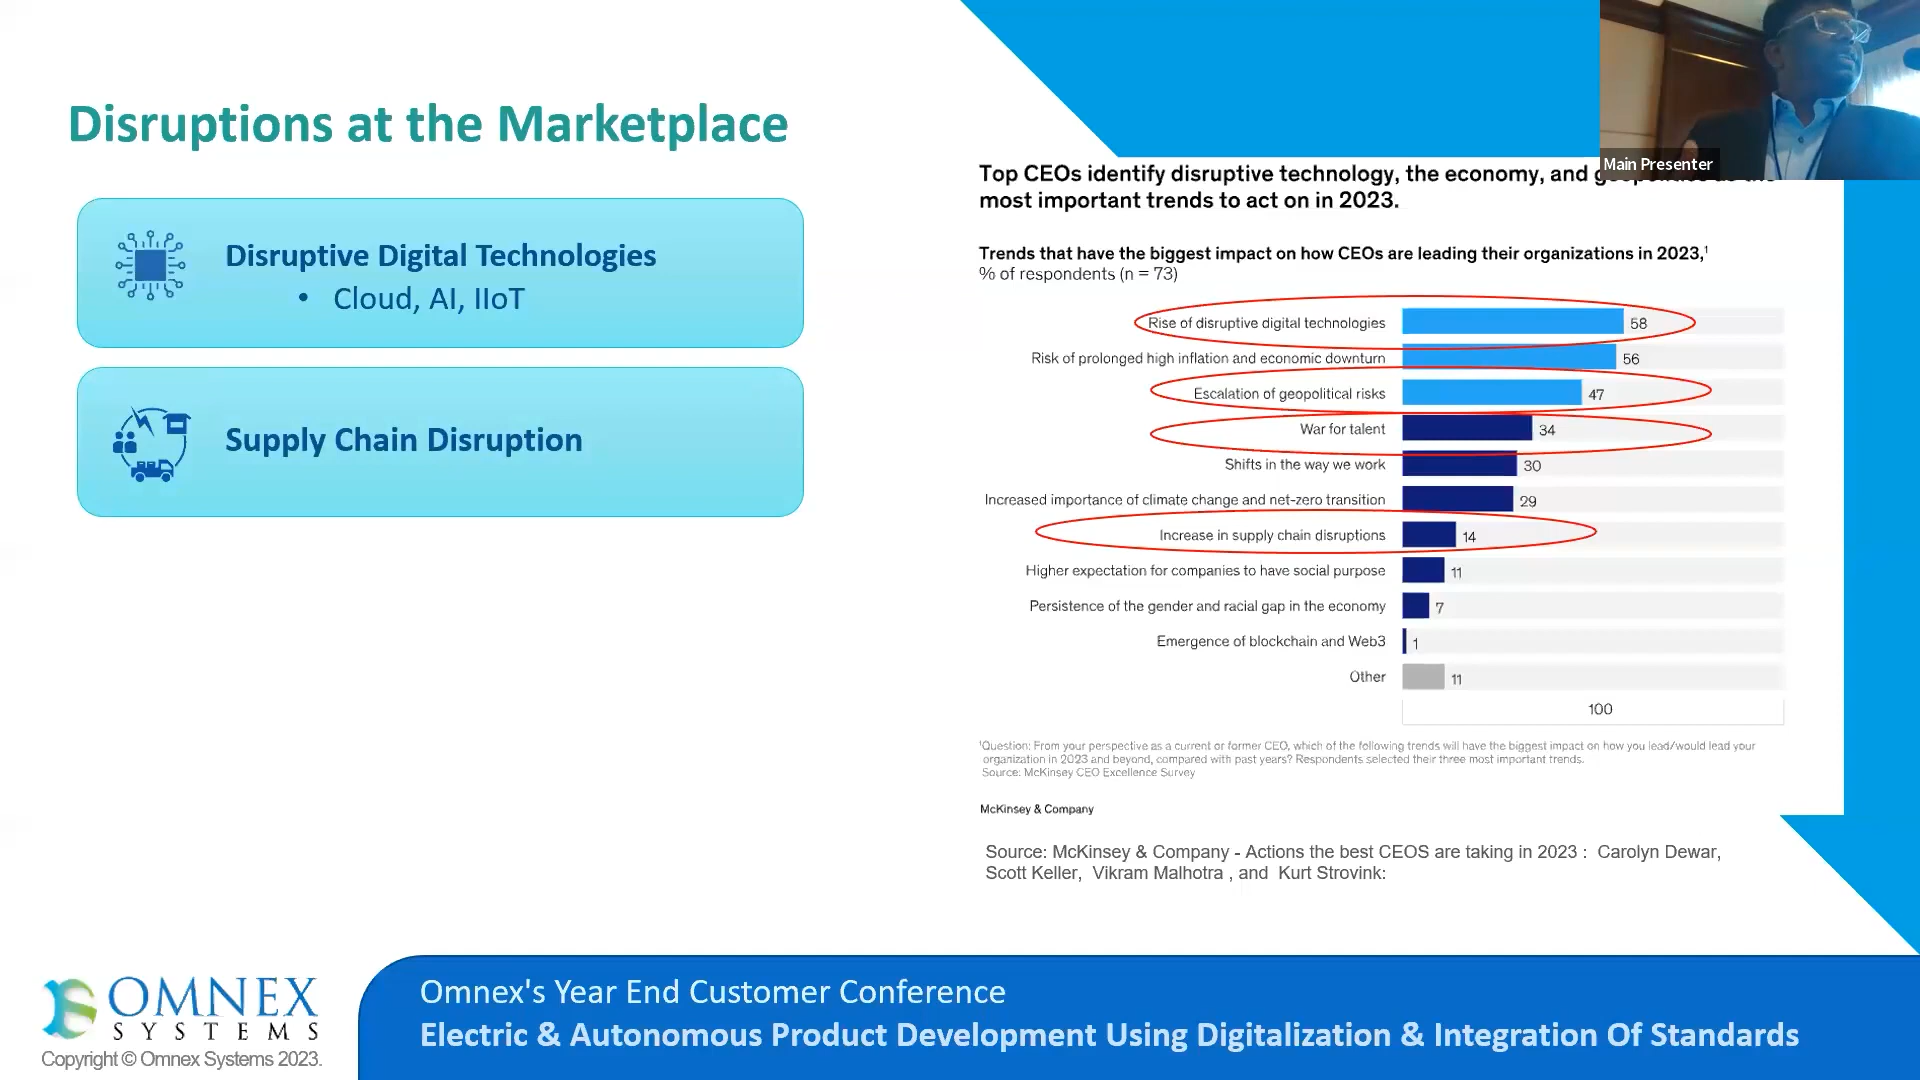 Disruptions at the Marketplace
Disruptive Digital Technologies
• Cloud, AI, IIoT
Supply Chain Disruption
Main Presenter
Top CEOs identify disruptive technology, the economy, and
most important trends to act on in 2023.
Trends that have the biggest impact on how CEOs are leading their organizations in 2023,¹
% of respondents (n = 73)
Rise of disruptive digital technologies 58
Risk of prolonged high inflation and economic downturn 56
Escalation of geopolitical risks 47
War for talent 34
Shifts in the way we work 30
Increased importance of climate change and net-zero transition 29
Increase in supply chain disruptions 14
Higher expectation for companies to have social purpose 11
Persistence of the gender and racial gap in the economy 7
Emergence of blockchain and Web3 1
Other 11
100
¹Question: From your perspective as a current or former CEO, which of the following trends will have the biggest impact on how you lead/would lead your
organization in 2023 and beyond, compared with past years? Respondents selected their three most important trends.
Source: McKinsey CEO Excellence Survey
McKinsey & Company
Source: McKinsey & Company - Actions the best CEOS are taking in 2023 : Carolyn Dewar,
Scott Keller, Vikram Malhotra , and Kurt Strovink:
OMNEX
SYSTEMS
Copyright © Omnex Systems 2023.
Omnex's Year End Customer Conference
Electric & Autonomous Product Development Using Digitalization & Integration Of Standards